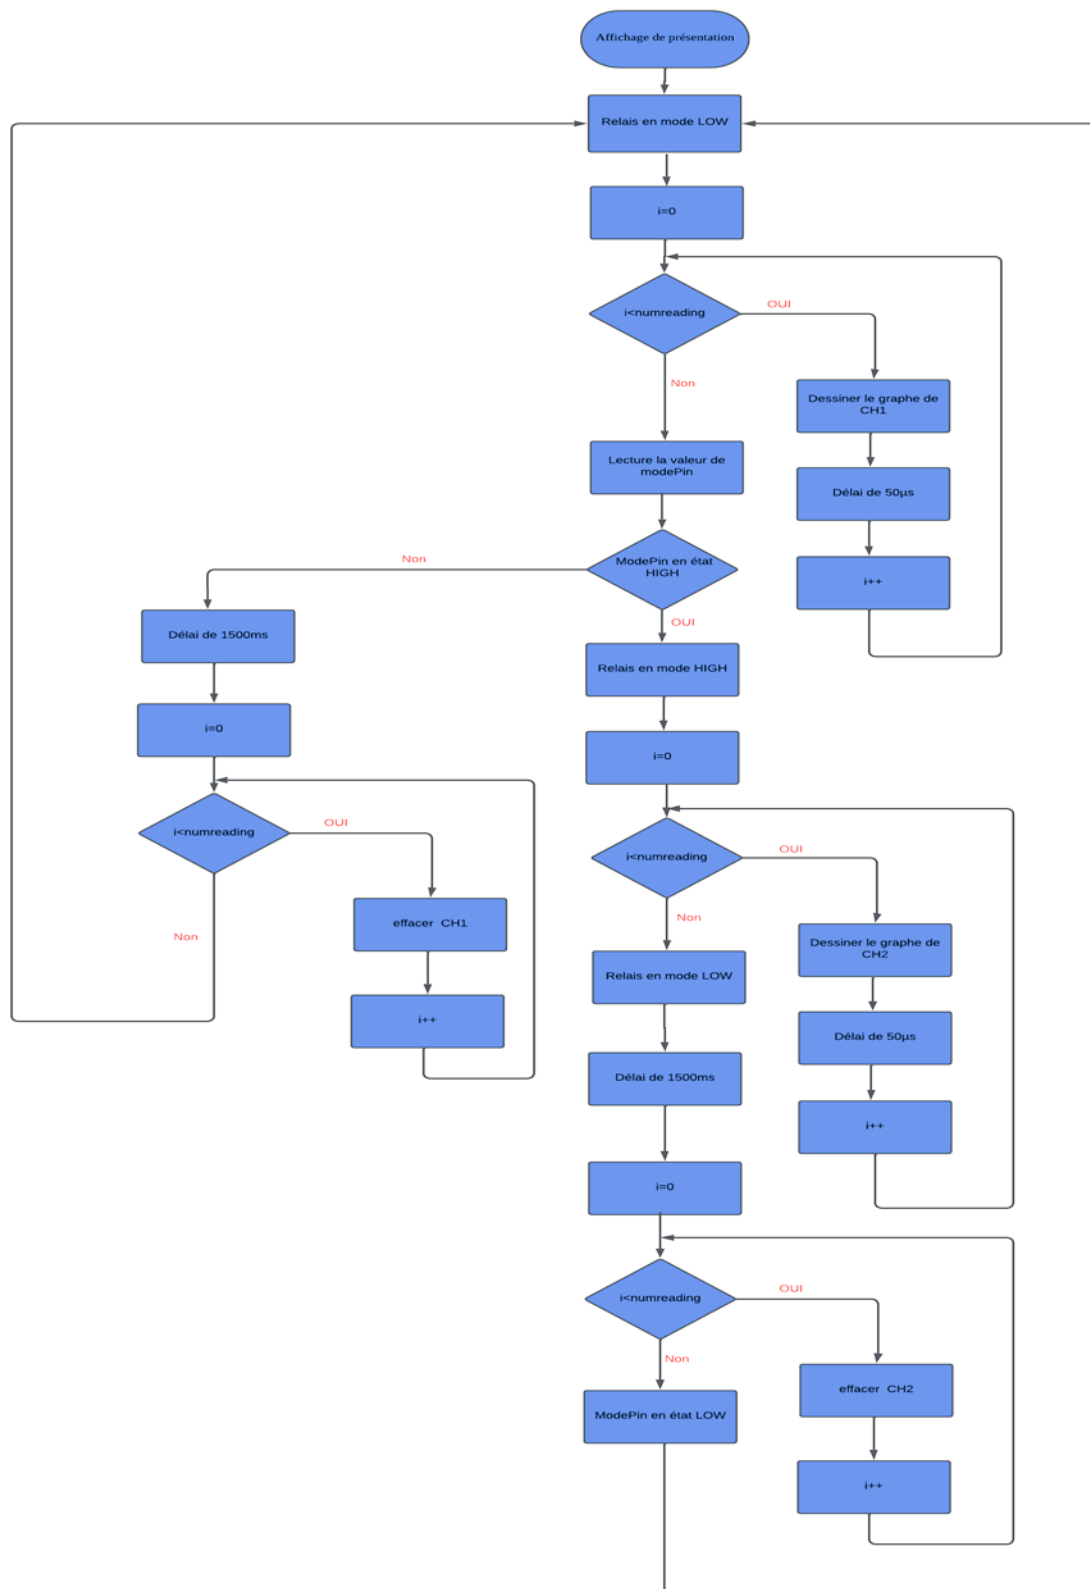 Affichage de présentation
Relais en mode LOW
i=0
i<numreading
OUI
Non
Dessiner le graphe de
CH1
Délai de 50µs
i++
Lecture la valeur de
modePin
ModePin en état
HIGH
Non
OUI
Délai de 1500ms
i=0
i<numreading
OUI
Non
effacer CH1
i++
Relais en mode HIGH
i=0
i<numreading
OUI
Non
Dessiner le graphe de
CH2
Délai de 50µs
i++
Relais en mode LOW
Délai de 1500ms
i=0
i<numreading
OUI
Non
effacer CH2
i++
ModePin en état LOW